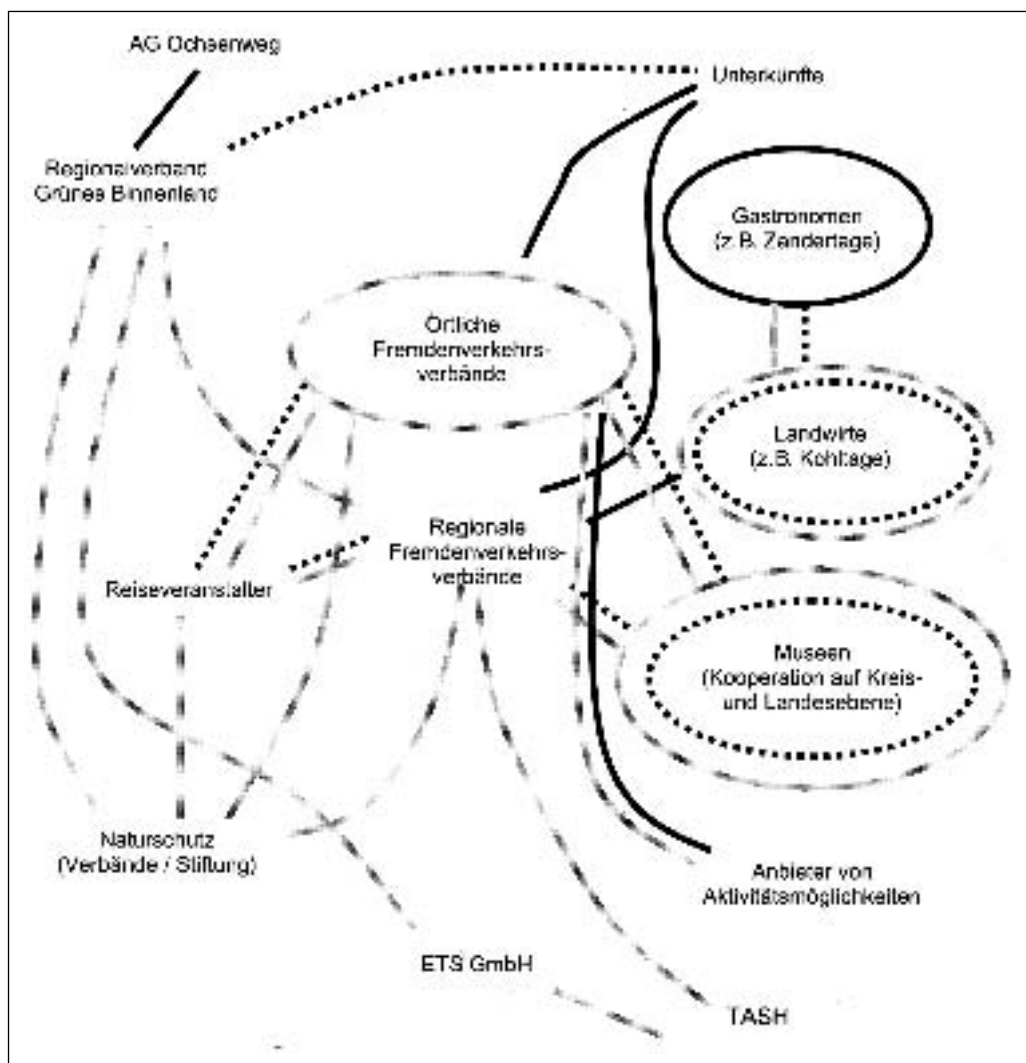 AG Ochsenweg
Unterkünfte
Regionalverband
Grünes Binnenland
Gastronomen
(z.B. Zandertage)
Örtliche
Fremdenverkehrs-
verbände
Landwirte
(z.B. Kohltage)
Regionale
Fremdenverkehrs-
verbände
Reiseveranstalter
Museen
(Kooperation auf Kreis-
und Landesebene)
Naturschutz
(Verbände / Stiftung)
Anbieter von
Aktivitätsmöglichkeiten
ETS GmbH
TASH